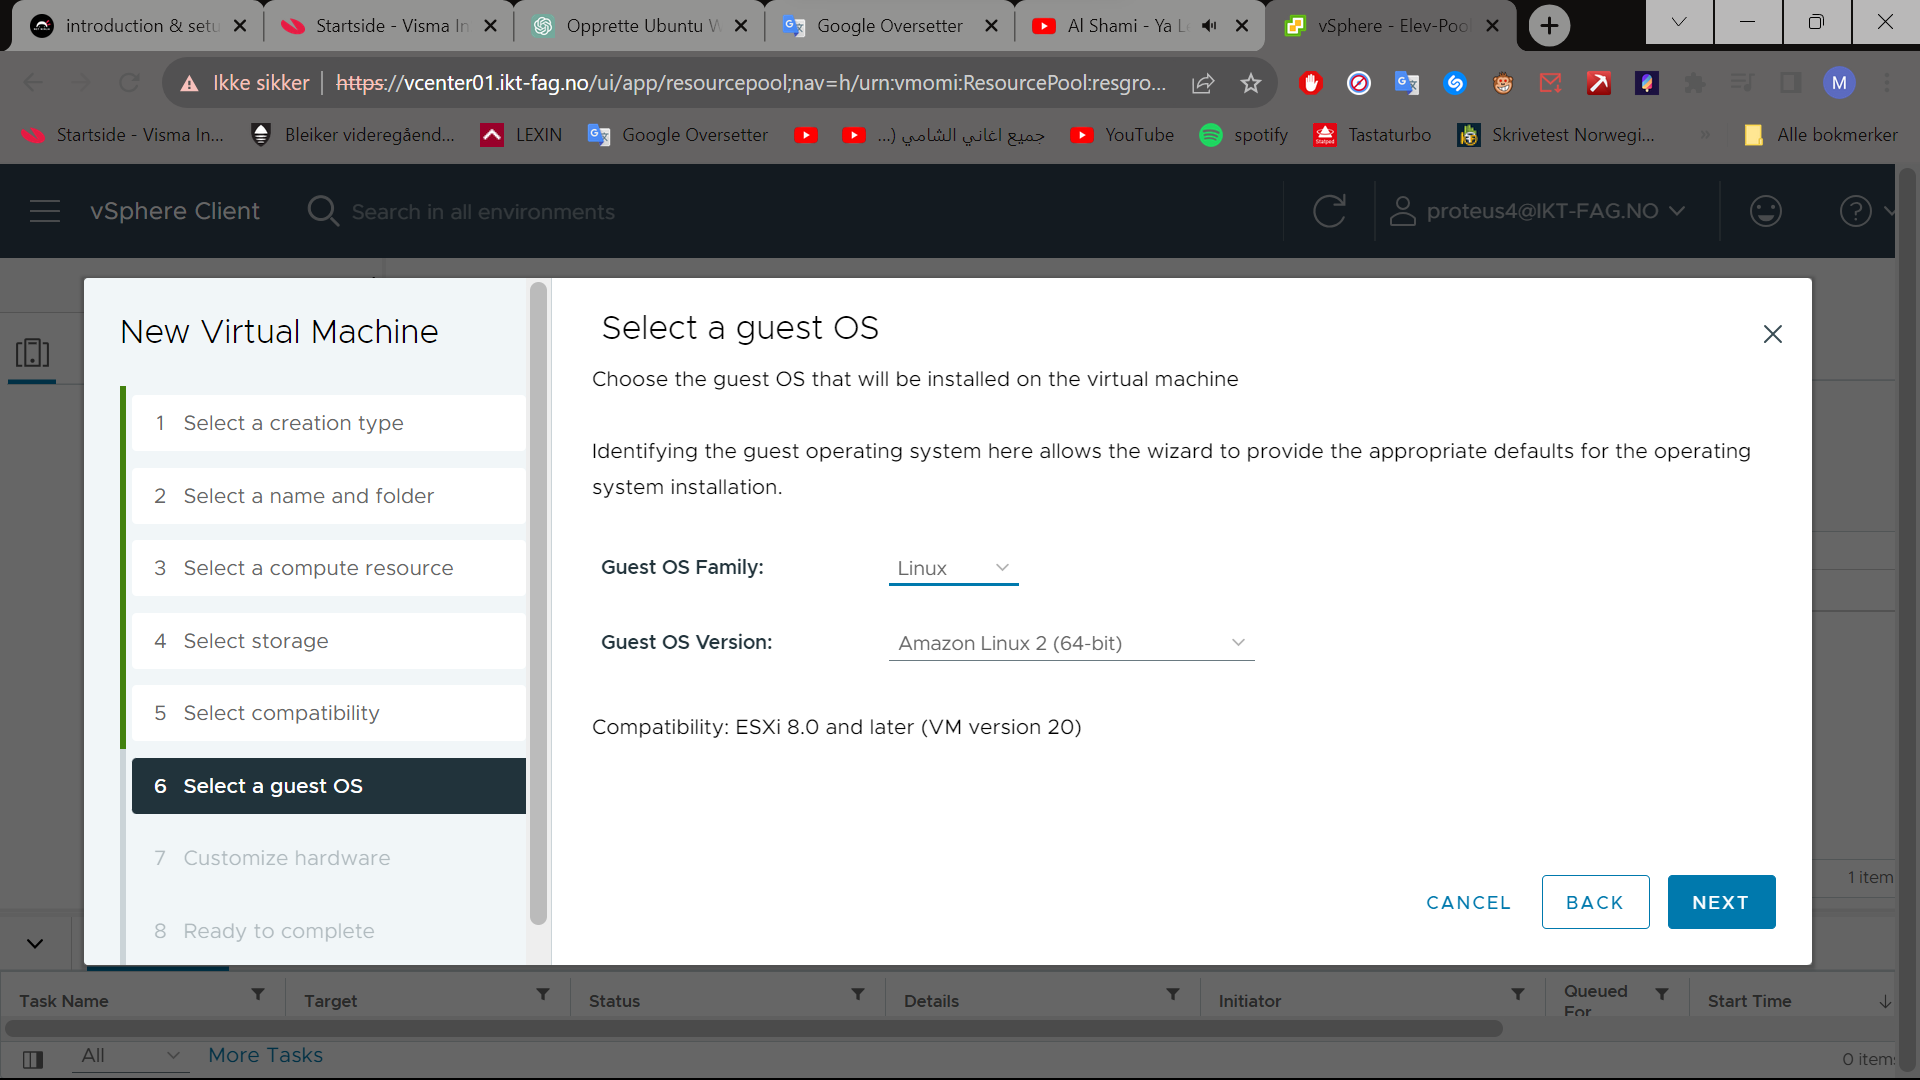 introduction & setu
Startside - Visma In
Opprette Ubuntu
Google Oversetter
Al Shami - Ya L
vSphere - Elev-Pool
Ikke sikker
https://vcenter01.ikt-fag.no/ui/app/resourcepool;nav=h/urn:vmomi:ResourcePool:resgro...
M
Startside - Visma In...
Bleiker videregåend...
LEXIN
Google Oversetter
جميع اغاني الشامي (...
YouTube
spotify
Tastaturbo
Skrivetest Norwegi...
»
Alle bokmerker
vSphere Client
Search in all environments
proteus4@IKT-FAG.NO
New Virtual Machine
1 Select a creation type
2 Select a name and folder
3 Select a compute resource
4 Select storage
5 Select compatibility
6 Select a guest OS
7 Customize hardware
8 Ready to complete
Select a guest OS
Choose the guest OS that will be installed on the virtual machine
Identifying the guest operating system here allows the wizard to provide the appropriate defaults for the operating
system installation.
Guest OS Family:
Linux
Guest OS Version:
Amazon Linux 2 (64-bit)
Compatibility: ESXi 8.0 and later (VM version 20)
CANCEL
BACK
NEXT
1 item
Task Name
Target
Status
Details
Initiator
Queued
For
Start Time
All
More Tasks
0 items